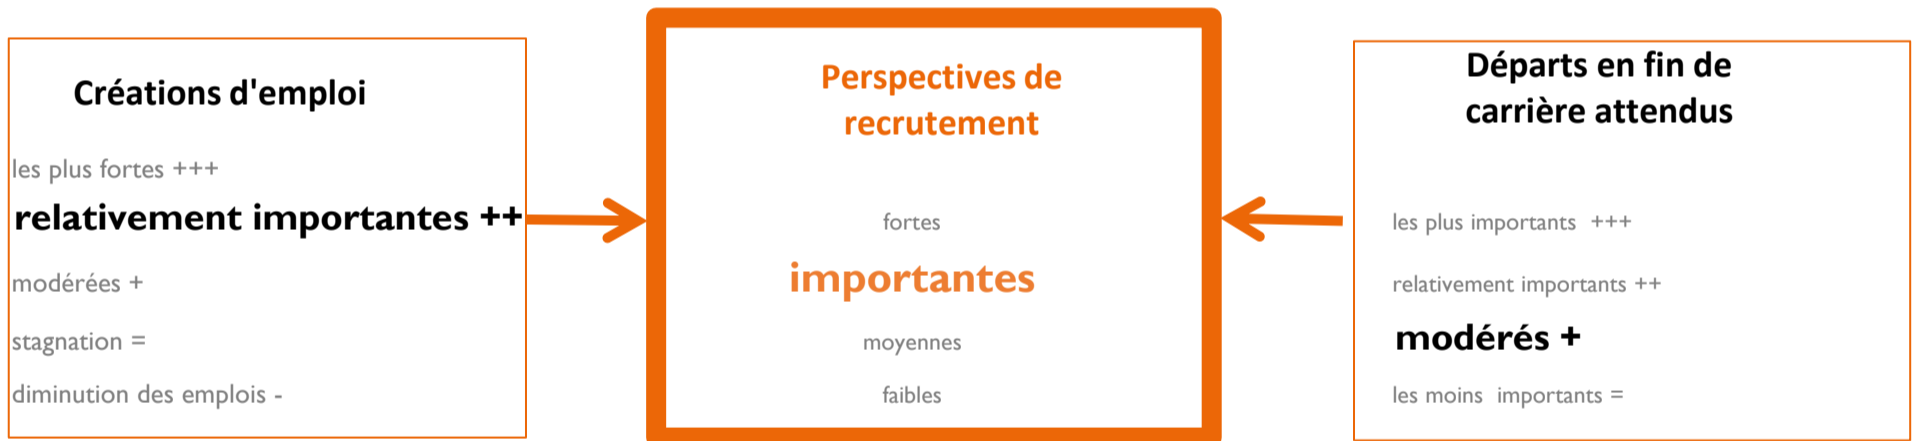 Créations d'emploi
les plus fortes +++
relativement importantes ++
modérées +
stagnation =
diminution des emplois -
Perspectives de
recrutement
fortes
importantes
moyennes
faibles
Départs en fin de
carrière attendus
les plus importants +++
relativement importants ++
modérés +
les moins importants =